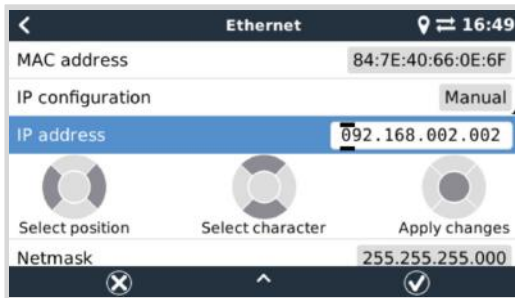 Ethernet 16:49
MAC address 84:7E:40:66:0E:6F
IP configuration Manual
IP address 092.168.002.002
Select position Select character Apply changes
Netmask 255.255.255.000